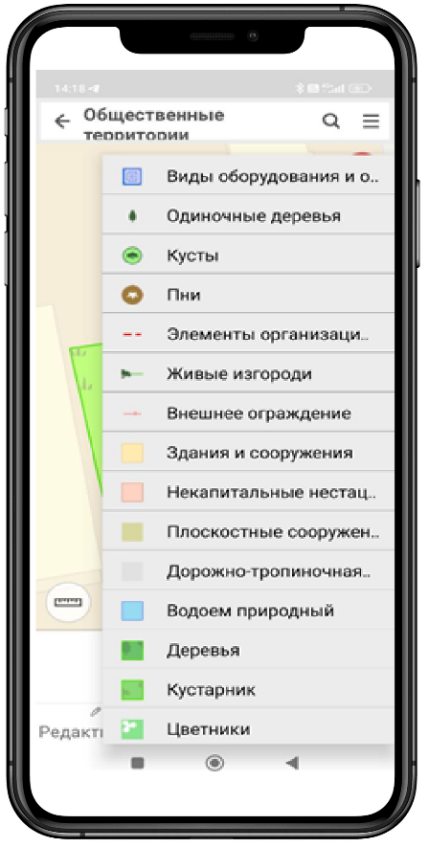 14:18
Общественные
территории
Виды оборудования и о..
Одиночные деревья
Кусты
Пни
Элементы организаци..
Живые изгороди
Внешнее ограждение
Здания и сооружения
Некапитальные нестац..
Плоскостные сооружен..
Дорожно-тропиночная..
Водоем природный
Деревья
Кустарник
Цветники
Редакти